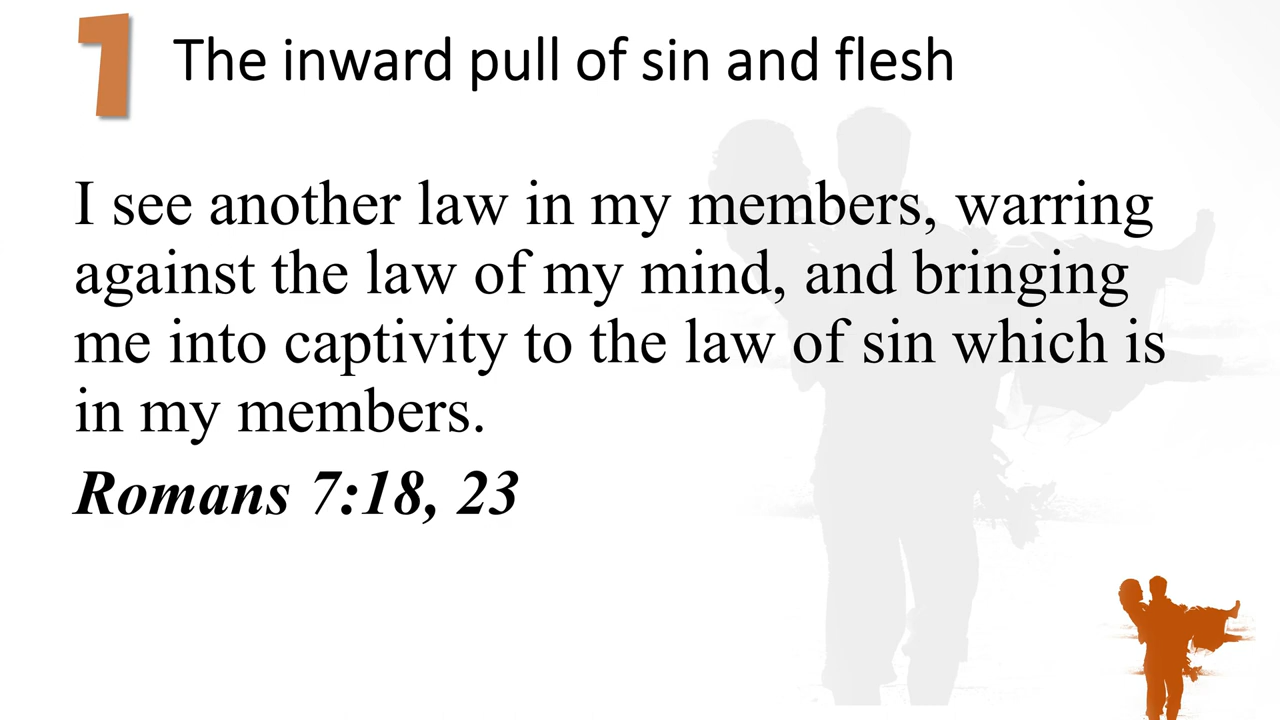 1 The inward pull of sin and flesh
I see another law in my members, warring
against the law of my mind, and bringing
me into captivity to the law of sin which is
in my members.
Romans 7:18, 23